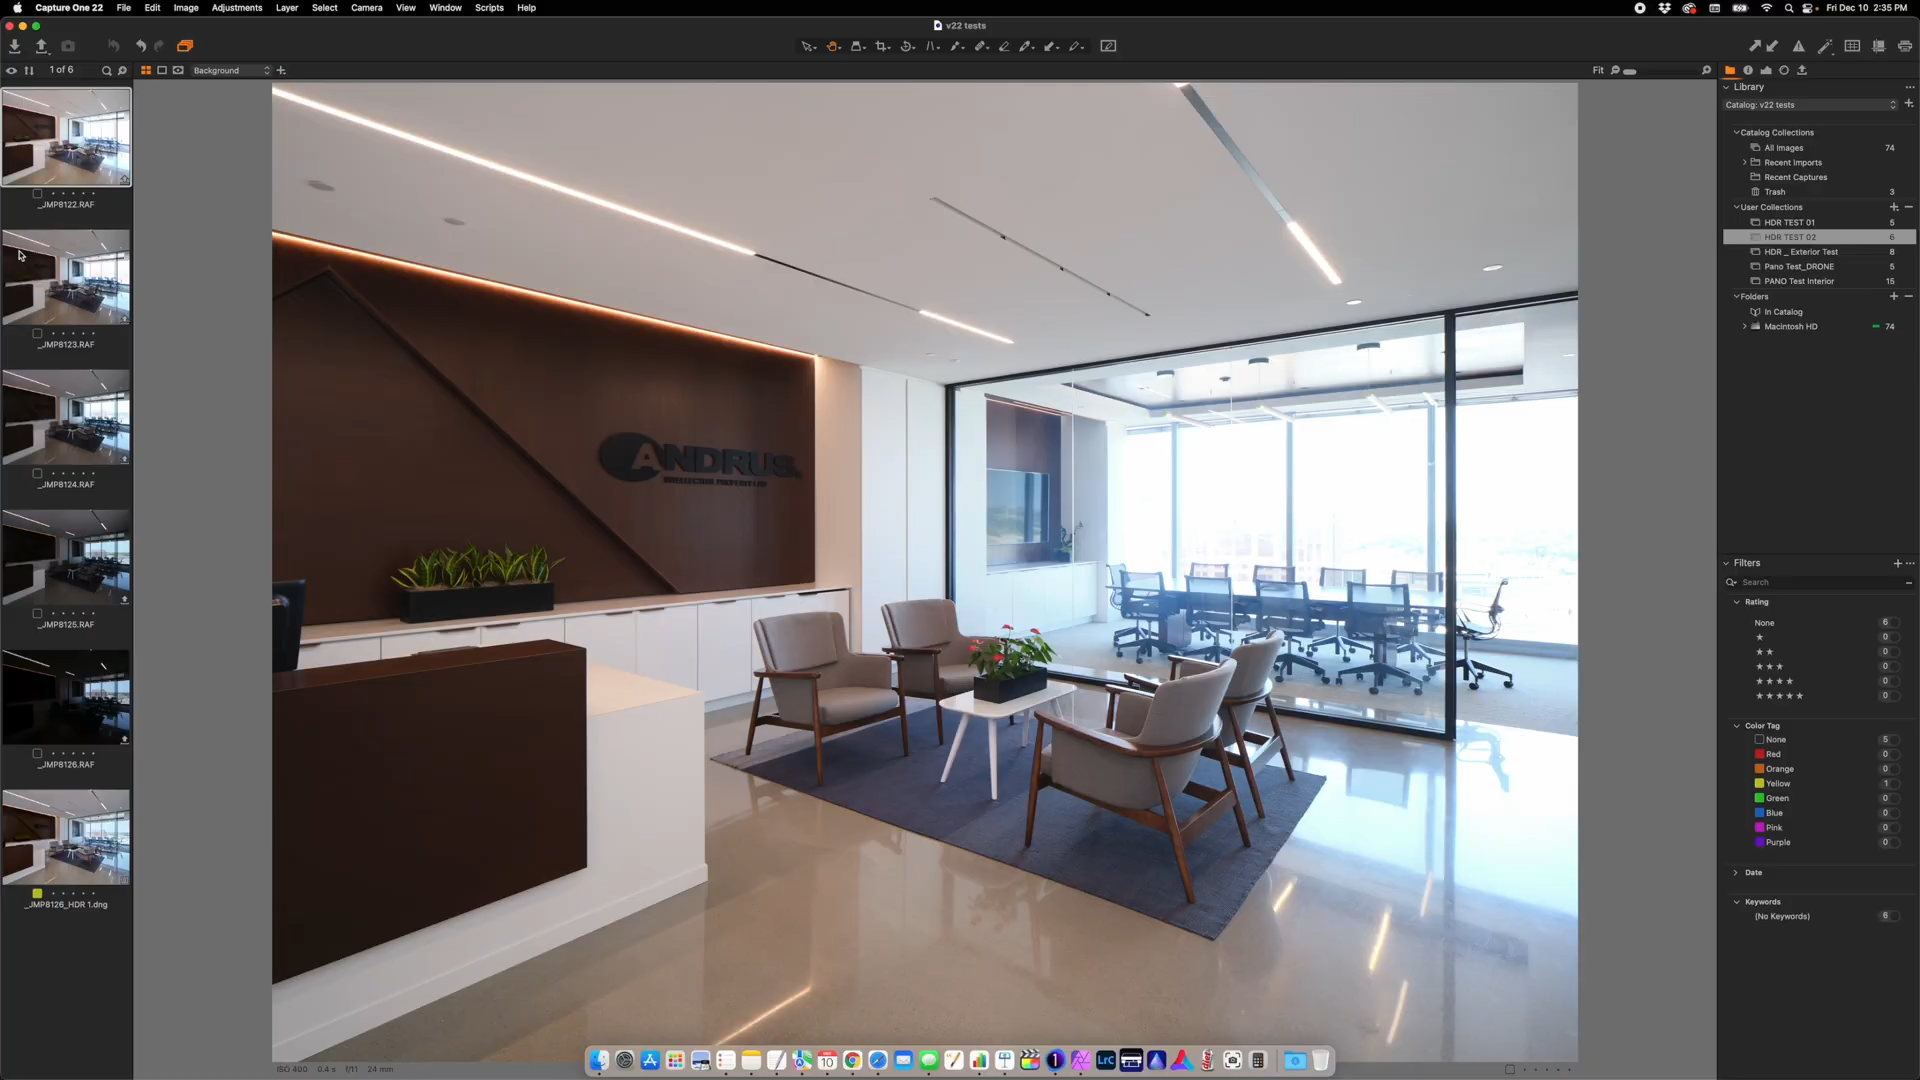 Capture One 22 File Edit Image Adjustments Layer Select Camera View Window Scripts Help
Fri Dec 10 2:35 PM
v22 tests
1 of 6
Background
Fit
_JMP8122.RAF
_JMP8123.RAF
_JMP8124.RAF
_JMP8125.RAF
_JMP8126.RAF
_JMP8126_HDR 1.dng
ANDRUS
INTELLECTUAL PROPERTY LAW
ISO 400 0.4 s f/11 24 mm
10
LrC
Library
Catalog: v22 tests
Catalog Collections
All Images 74
Recent Imports
Recent Captures
Trash 3
User Collections
HDR TEST 01 5
HDR TEST 02 6
HDR _ Exterior Test 8
Pano Test_DRONE 5
PANO Test Interior 15
Folders
In Catalog
Macintosh HD 74
Filters
Search
Rating
None 6
★ 0
★ ★ 0
★ ★ ★ 0
★ ★ ★ ★ 0
★ ★ ★ ★ ★ 0
Color Tag
None 5
Red 0
Orange 0
Yellow 1
Green 0
Blue 0
Pink 0
Purple 0
Date
Keywords
(No Keywords) 6